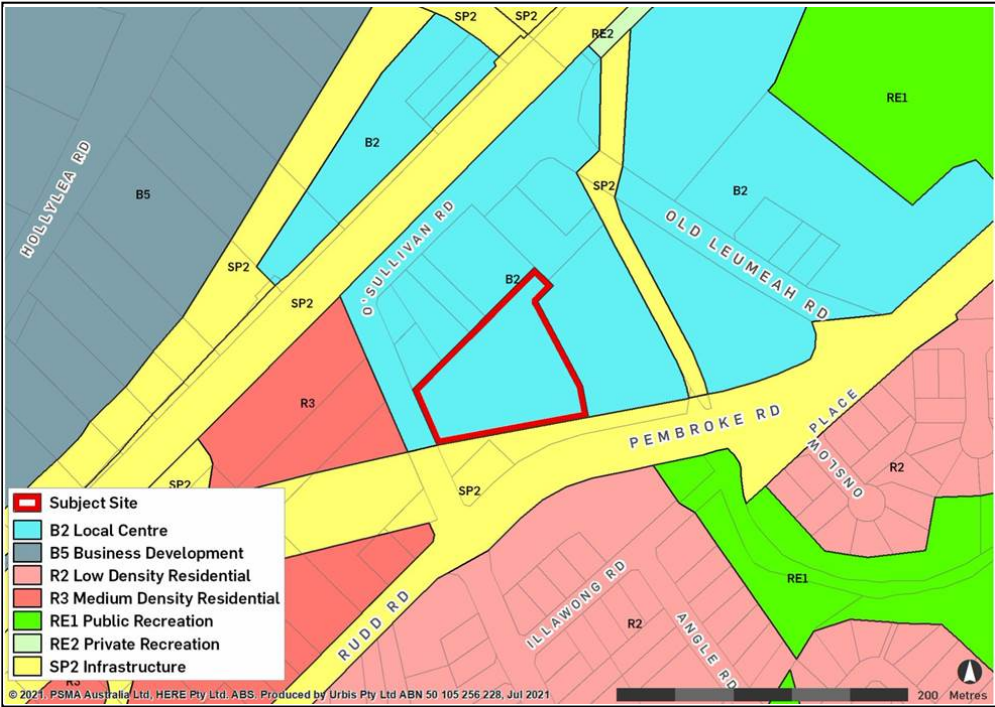 SP2
SP2
RE2
RE1
B2
HOLLYLEA RD
B5
SP2
B2
O'SULLIVAN RD
OLD LEUMEAH RD
SP2
B2
SP2
R3
PEMBROKE RD
ONSLOW PLACE
R2
SP2
SP2
RE1
ILLAWONG RD
R2
ANGLE RD
RUDD RD
R3
Subject Site
B2 Local Centre
B5 Business Development
R2 Low Density Residential
R3 Medium Density Residential
RE1 Public Recreation
RE2 Private Recreation
SP2 Infrastructure
© 2021. PSMA Australia Ltd, HERE Pty Ltd. ABS. Produced by Urbis Pty Ltd ABN 50 105 256 228, Jul 2021
200 Metres